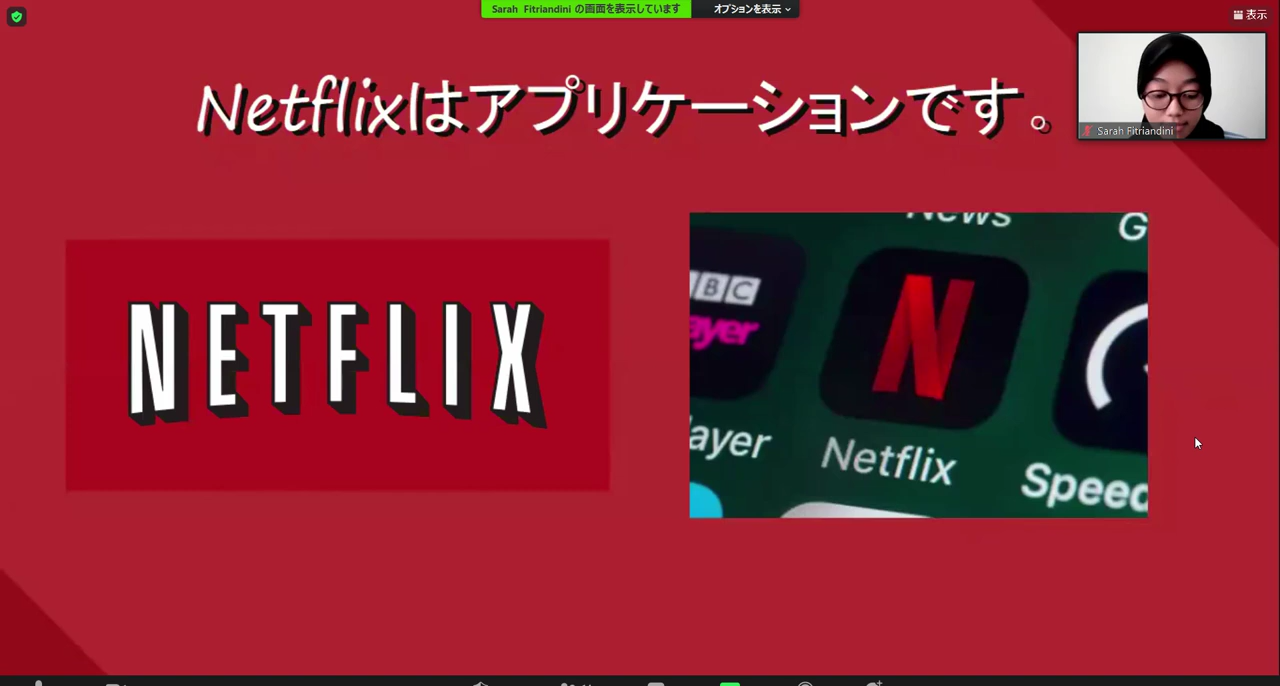 Sarah Fitriandini の画面を表示しています
オプションを表示
表示
Netflixはアプリケーションです。
Sarah Fitriandini
NETFLIX
News
G
BBC
ayer
N
ayer
Netflix
Speed